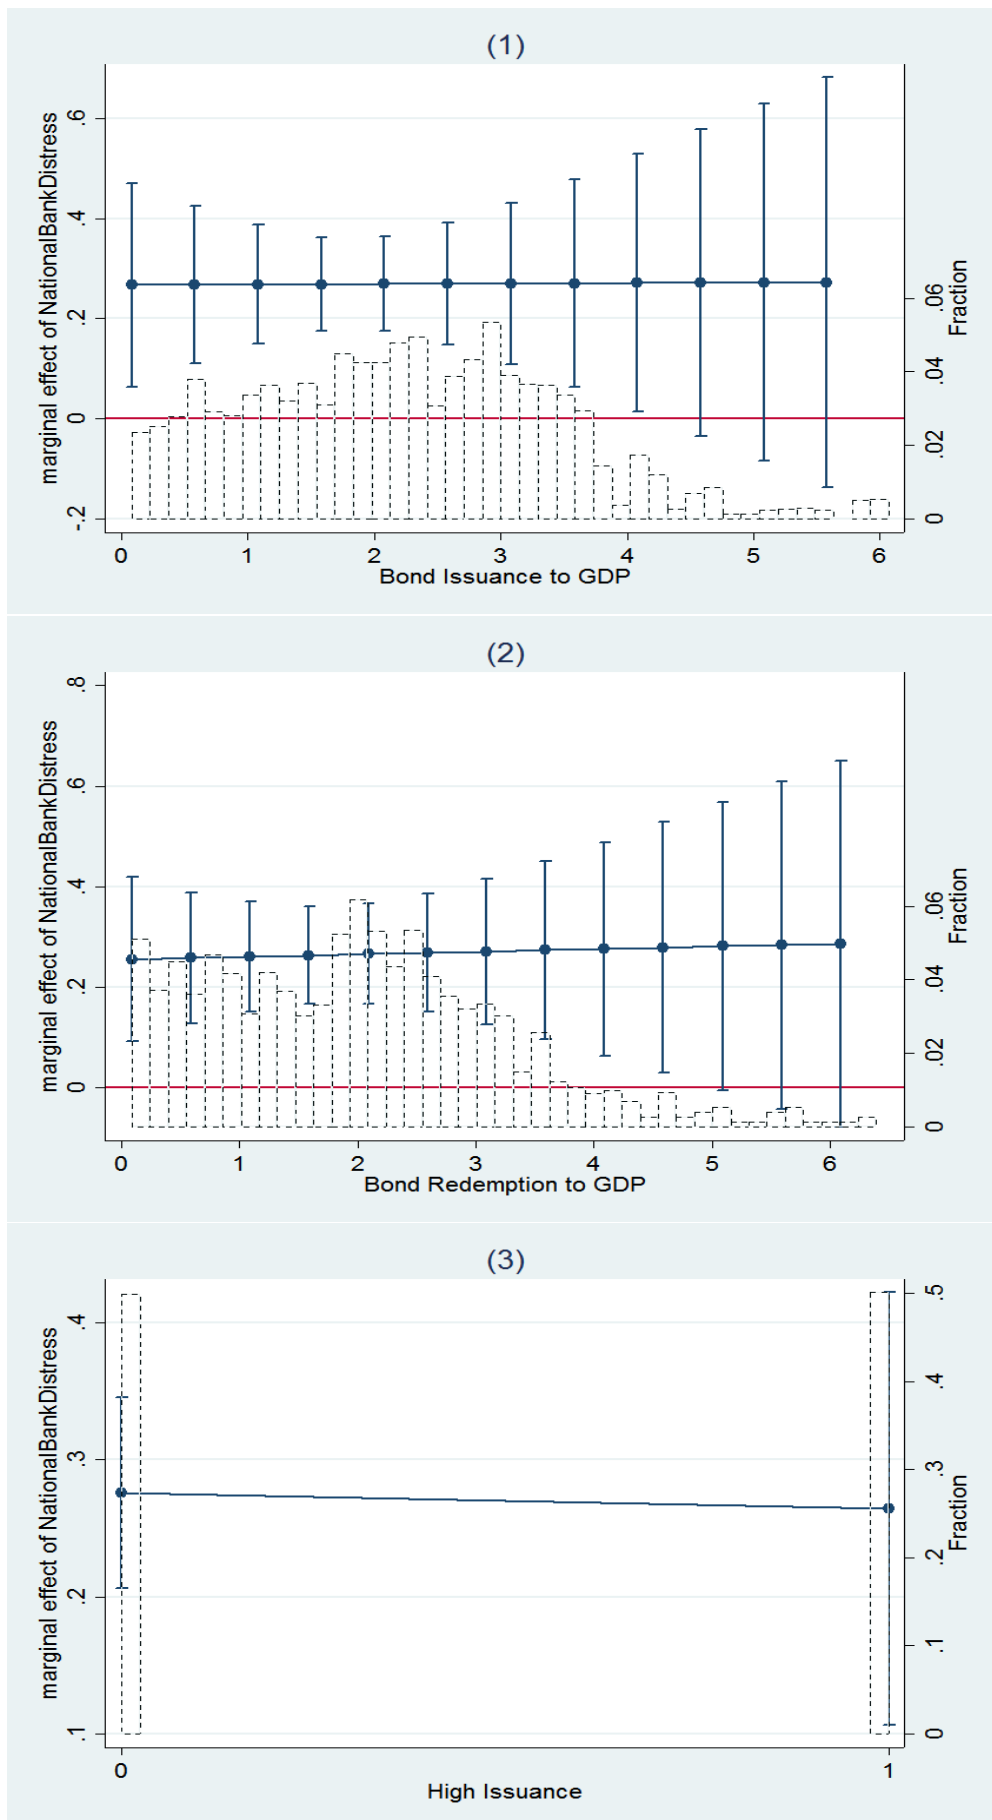 (1)
marginal effect of NationalBankDistress
.6
.4
.2
0
-.2
.06
.04
.02
0
Fraction
0 1 2 3 4 5 6
Bond Issuance to GDP
(2)
marginal effect of NationalBankDistress
.8
.6
.4
.2
0
.06
.04
.02
0
Fraction
0 1 2 3 4 5 6
Bond Redemption to GDP
(3)
marginal effect of NationalBankDistress
.4
.3
.2
.1
.5
.4
.3
.2
.1
0
Fraction
0 1
High Issuance